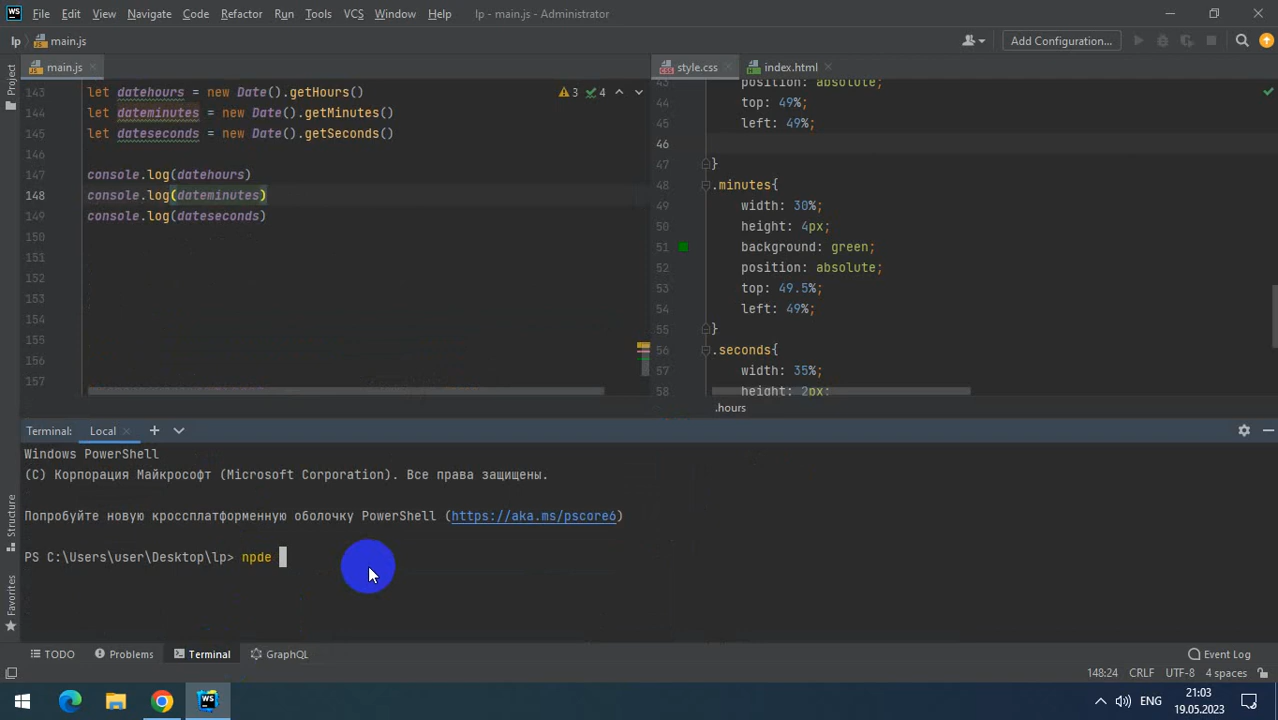 WS File Edit View Navigate Code Refactor Run Tools VCS Window Help lp - main.js - Administrator
lp main.js Add Configuration...
Project
main.js
style.css index.html
143 let datehours = new Date().getHours()
144 let dateminutes = new Date().getMinutes()
145 let dateseconds = new Date().getSeconds()
146
147 console.log(datehours)
148 console.log(dateminutes)
149 console.log(dateseconds)
150
151
152
153
154
155
156
157
3 4
43 position: absolute;
44 top: 49%;
45 left: 49%;
46
47 }
48 .minutes{
49 width: 30%;
50 height: 4px;
51 background: green;
52 position: absolute;
53 top: 49.5%;
54 left: 49%;
55 }
56 .seconds{
57 width: 35%;
58 height: 2px;
.hours
Terminal: Local
Windows PowerShell
(C) Корпорация Майкрософт (Microsoft Corporation). Все права защищены.
Попробуйте новую кроссплатформенную оболочку PowerShell (https://aka.ms/pscore6)
PS C:\Users\user\Desktop\lp> npde
Structure
Favorites
TODO Problems Terminal GraphQL Event Log
148:24 CRLF UTF-8 4 spaces
WS ENG 21:03
19.05.2023